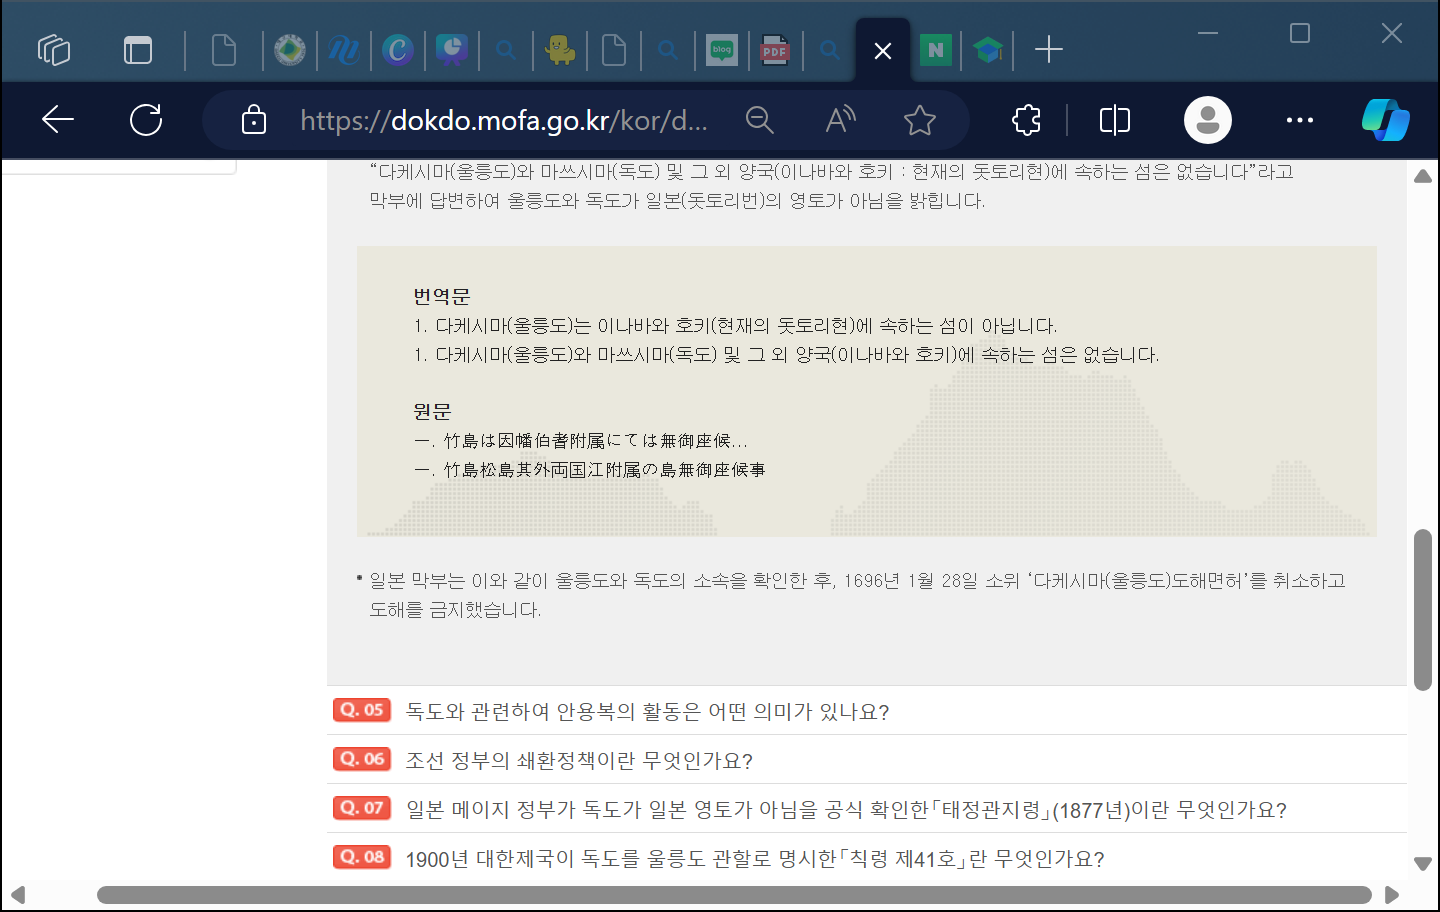 blog
PDF
N
https://dokdo.mofa.go.kr/kor/d...
“다케시마(울릉도)와 마쓰시마(독도) 및 그 외 양국(이나바와 호키 : 현재의 돗토리현)에 속하는 섬은 없습니다”라고
막부에 답변하여 울릉도와 독도가 일본(돗토리번)의 영토가 아님을 밝힙니다.
번역문
1. 다케시마(울릉도)는 이나바와 호키(현재의 돗토리현)에 속하는 섬이 아닙니다.
1. 다케시마(울릉도)와 마쓰시마(독도) 및 그 외 양국(이나바와 호키)에 속하는 섬은 없습니다.
원문
一. 竹島は因幡伯耆附属にては無御座候...
一. 竹島松島其外両国江附属の島無御座候事
• 일본 막부는 이와 같이 울릉도와 독도의 소속을 확인한 후, 1696년 1월 28일 소위 ‘다케시마(울릉도)도해면허’를 취소하고
도해를 금지했습니다.
Q. 05 독도와 관련하여 안용복의 활동은 어떤 의미가 있나요?
Q. 06 조선 정부의 쇄환정책이란 무엇인가요?
Q. 07 일본 메이지 정부가 독도가 일본 영토가 아님을 공식 확인한「태정관지령」(1877년)이란 무엇인가요?
Q. 08 1900년 대한제국이 독도를 울릉도 관할로 명시한「칙령 제41호」란 무엇인가요?